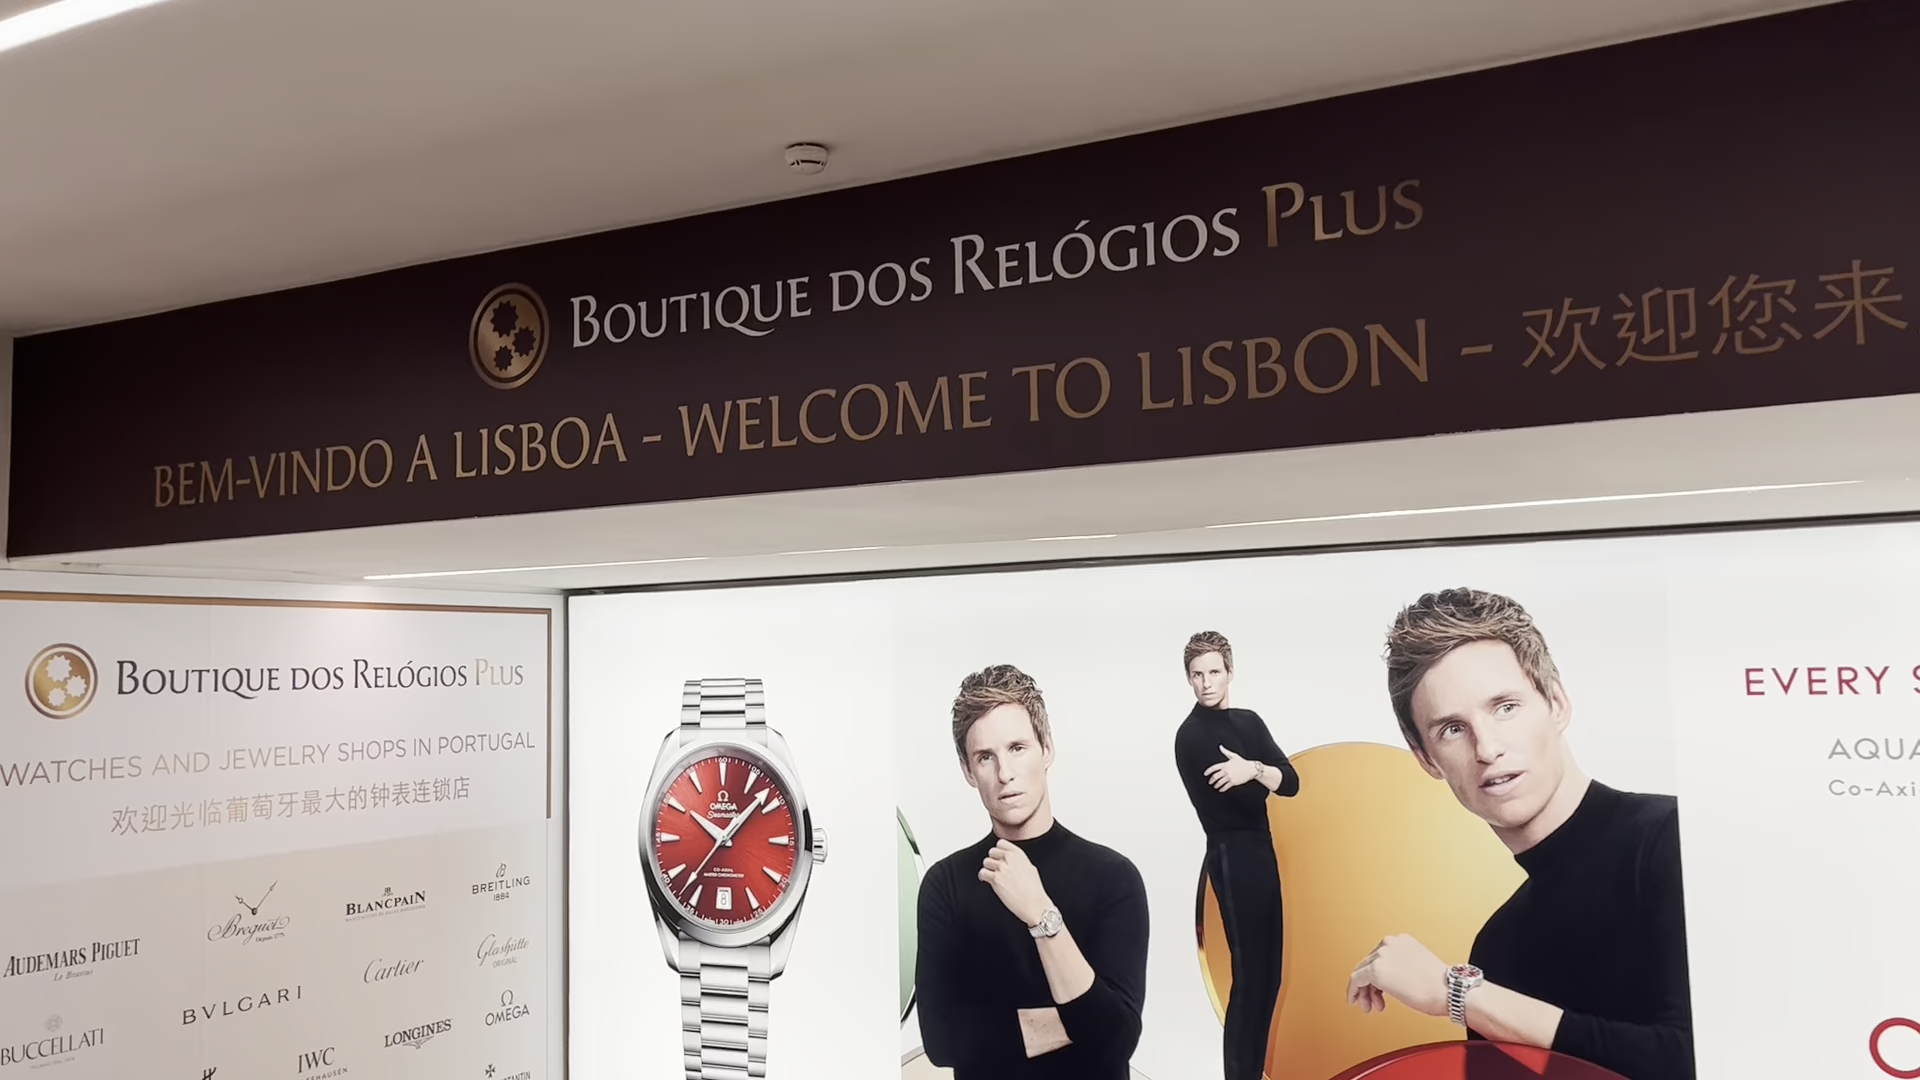 BOUTIQUE DOS RELÓGIOS PLUS
BEM-VINDO A LISBOA - WELCOME TO LISBON - 欢迎您来
BOUTIQUE DOS RELÓGIOS PLUS
WATCHES AND JEWELRY SHOPS IN PORTUGAL
欢迎光临葡萄牙最大的钟表连锁店
AUDEMARS PIGUET
Le Brassus
Breguet
Depuis 1775
BLANCPAIN
BREITLING
1884
BUCCELLATI
BVLGARI
Cartier
Glashütte
ORIGINAL
IWC
LONGINES
OMEGA
OMEGA
Seamaster
CO-AXIAL
MASTER CHRONOMETER
8
EVERY S
AQUA
Co-Axi